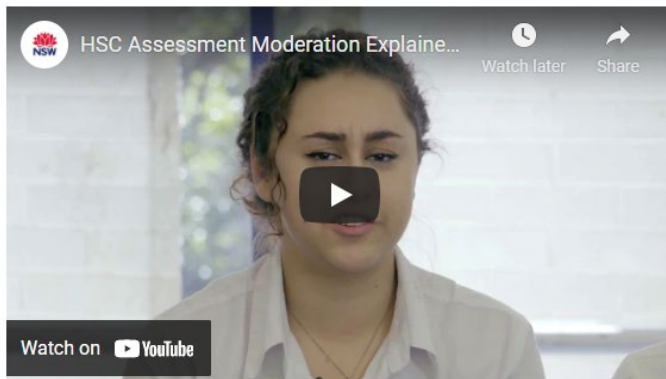 NSW
HSC Assessment Moderation Explaine...
Watch later
Share
Watch on YouTube